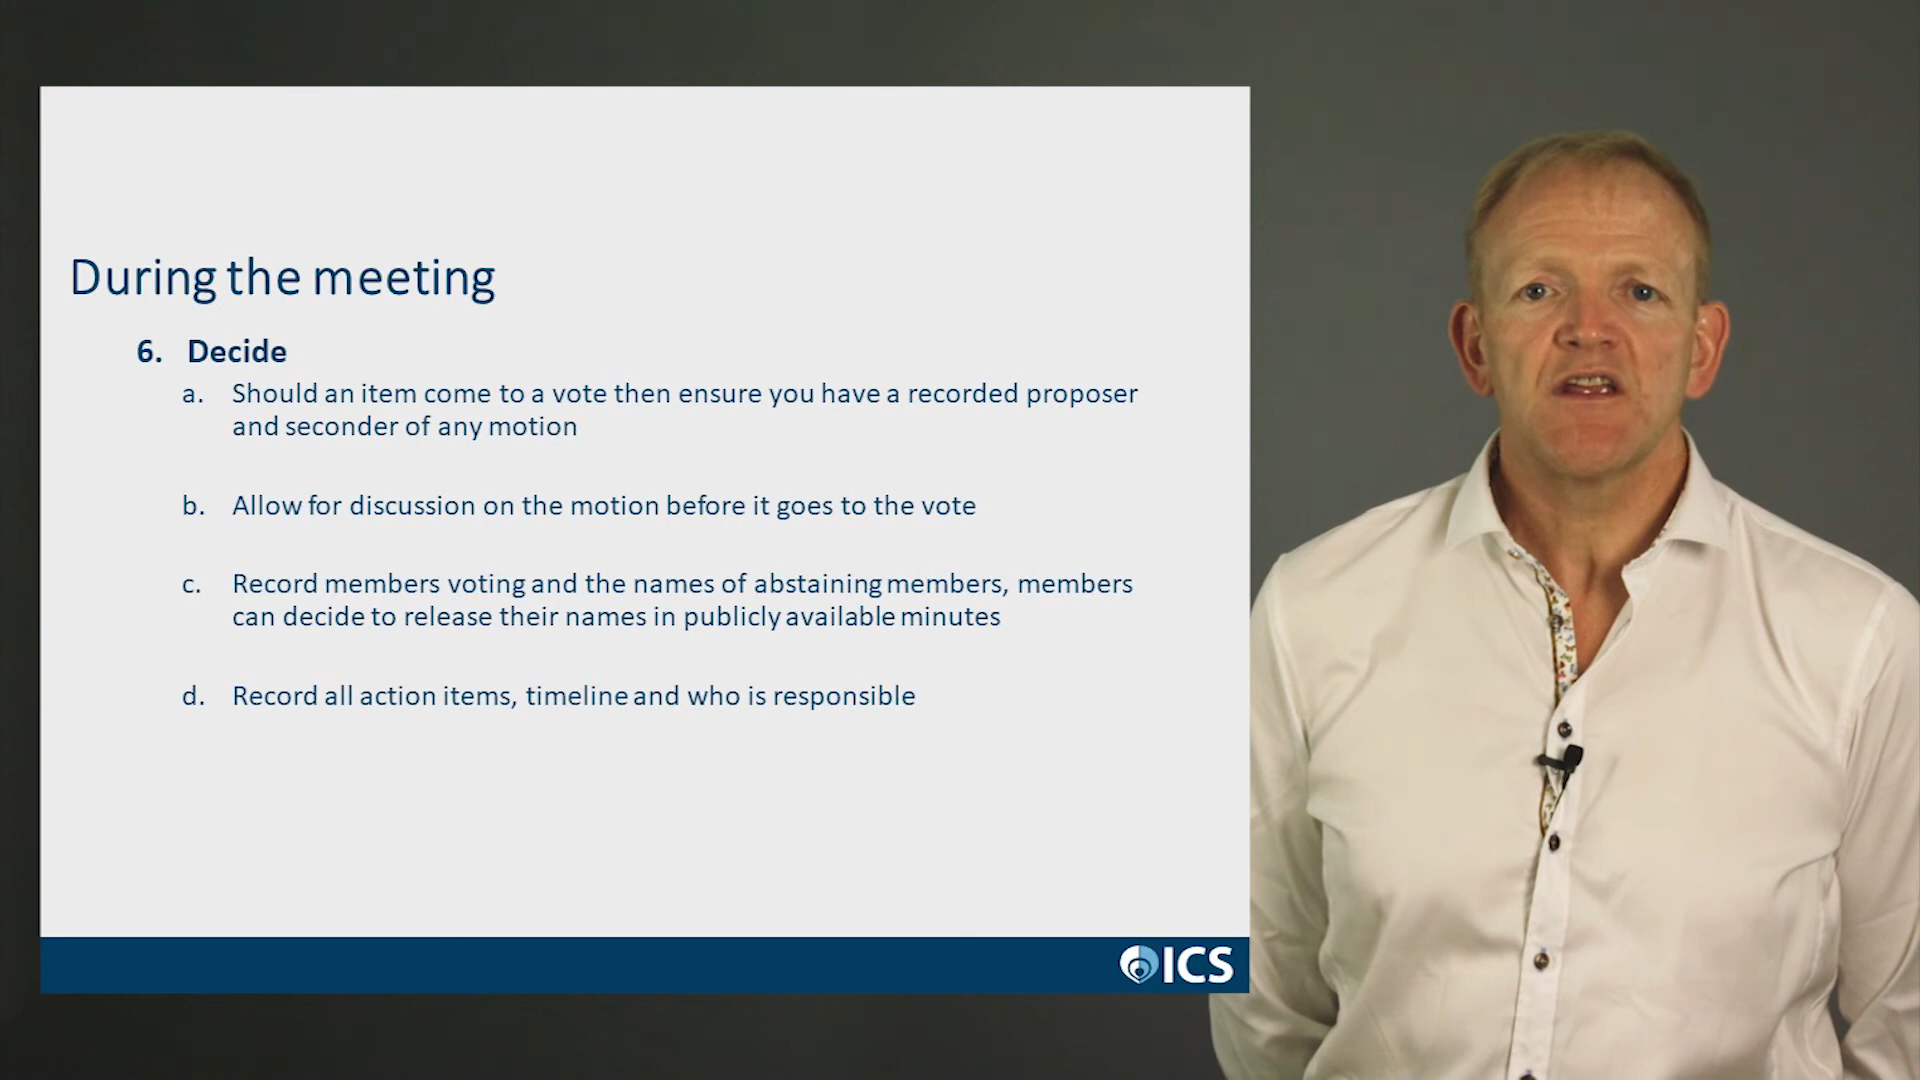 During the meeting
6. Decide
a. Should an item come to a vote then ensure you have a recorded proposer
and seconder of any motion
b. Allow for discussion on the motion before it goes to the vote
c. Record members voting and the names of abstaining members, members
can decide to release their names in publicly available minutes
d. Record all action items, timeline and who is responsible
ICS